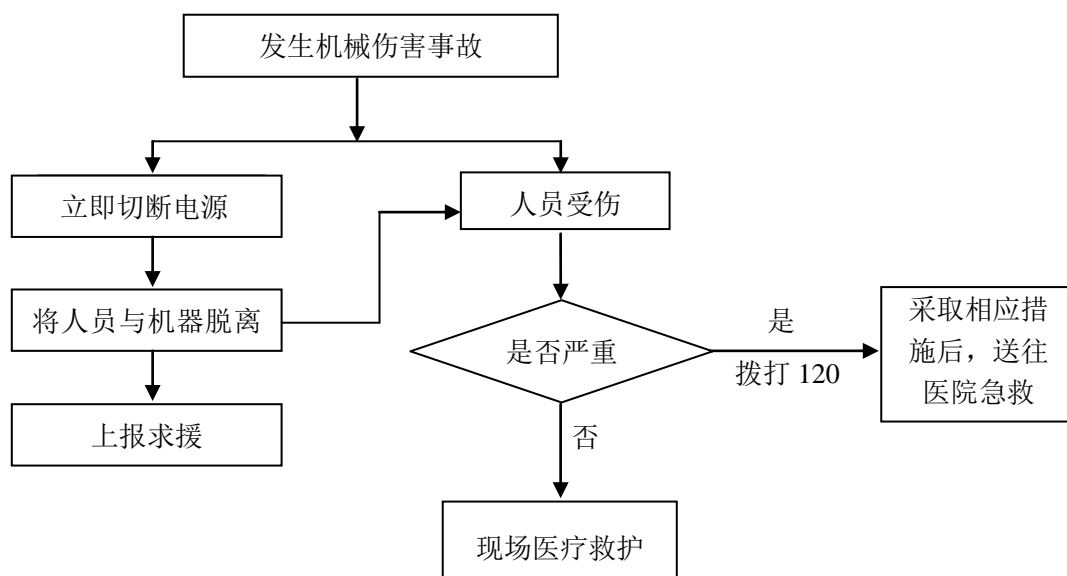 发生机械伤害事故
立即切断电源
人员受伤
将人员与机器脱离
是否严重
是
拨打 120
采取相应措
施后，送往
医院急救
上报求援
否
现场医疗救护